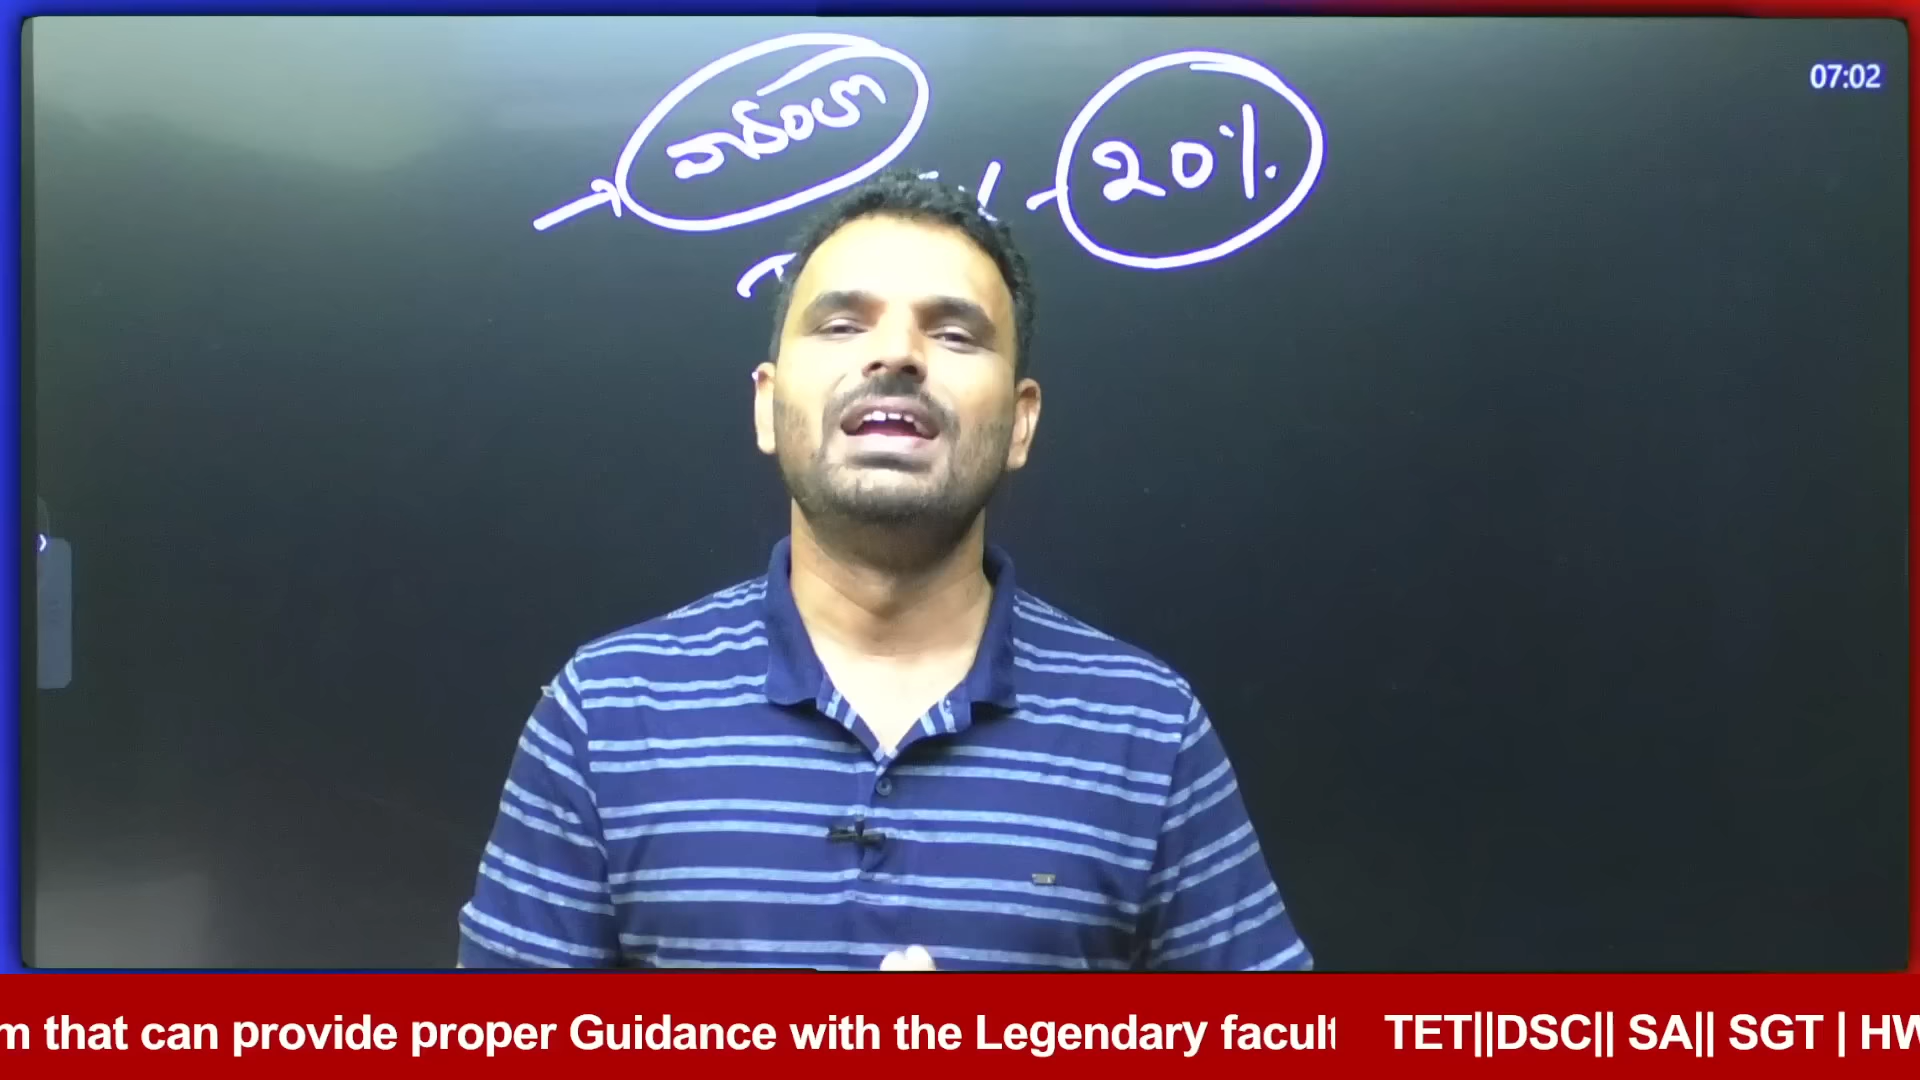 07:02
20%
m that can provide proper Guidance with the Legendary facult
TET||DSC|| SA|| SGT | HW